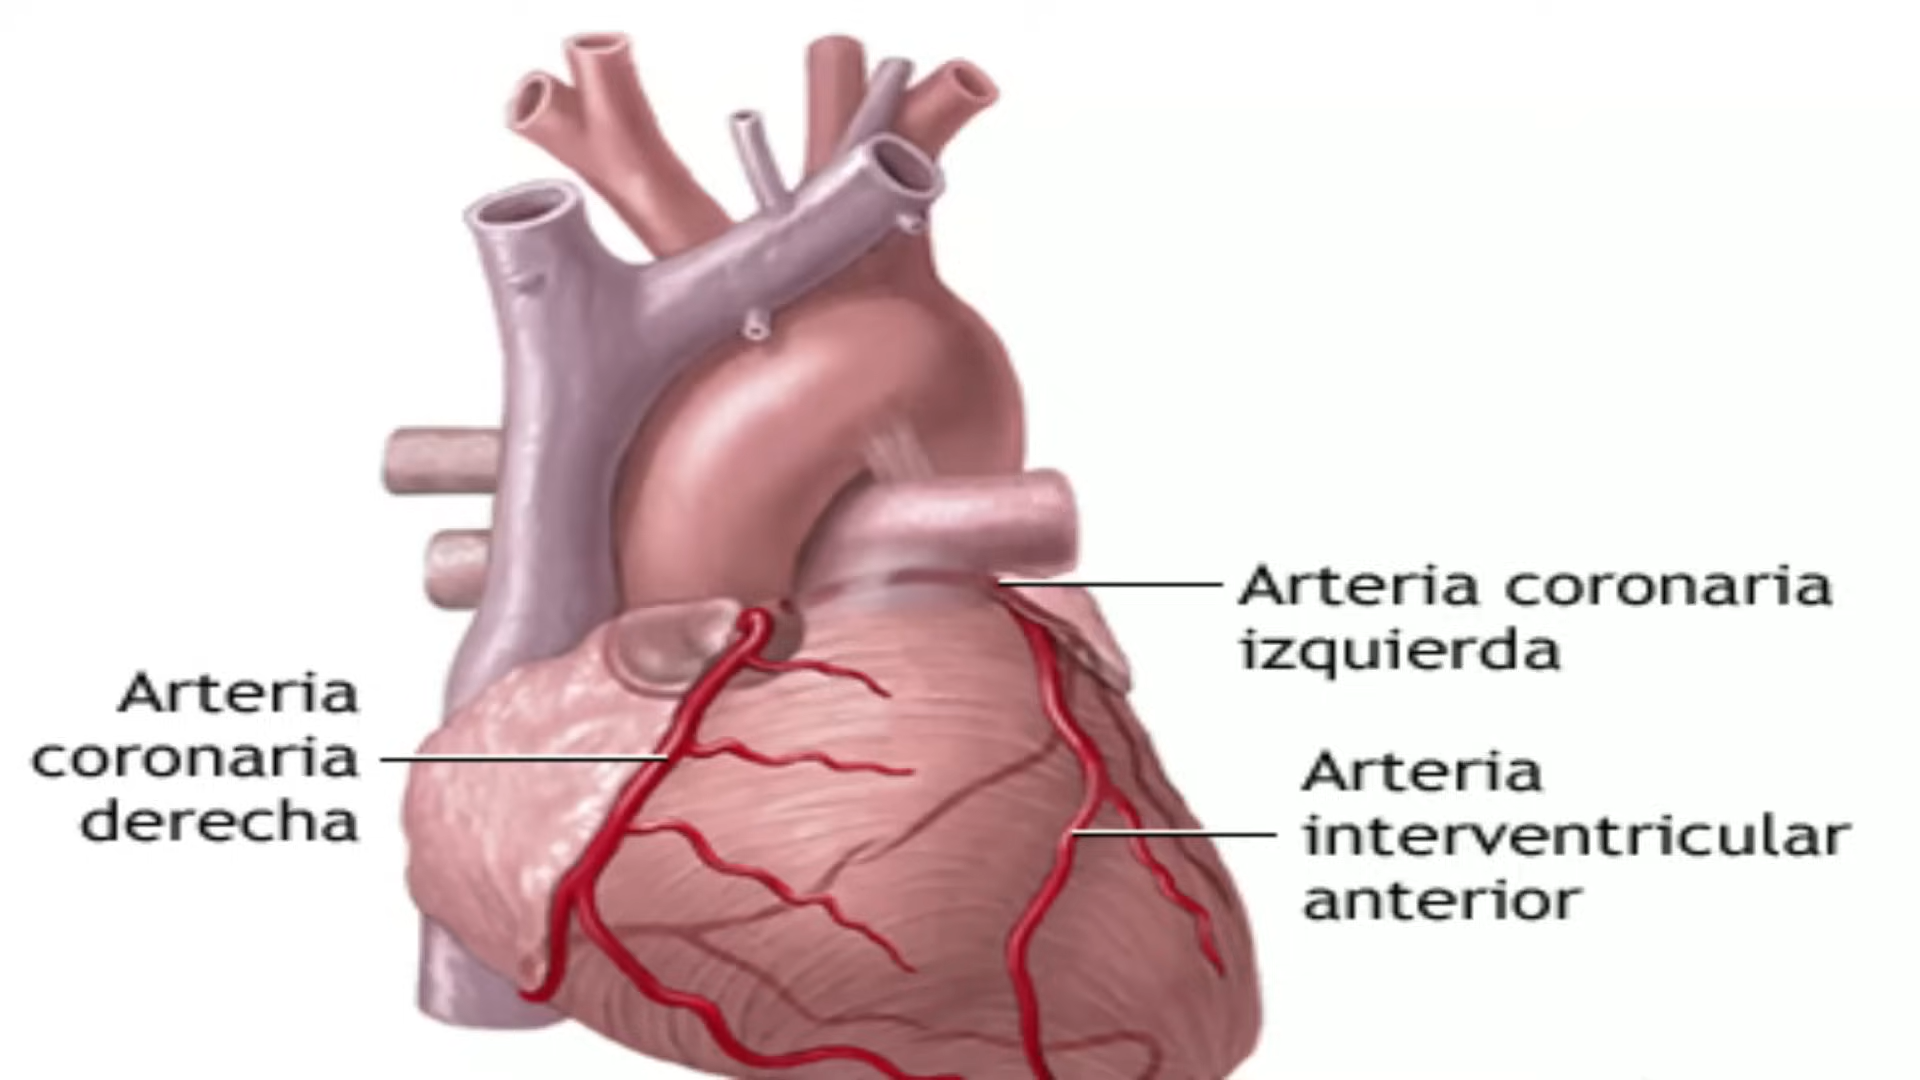 Arteria coronaria
izquierda
Arteria
coronaria
derecha
Arteria
interventricular
anterior